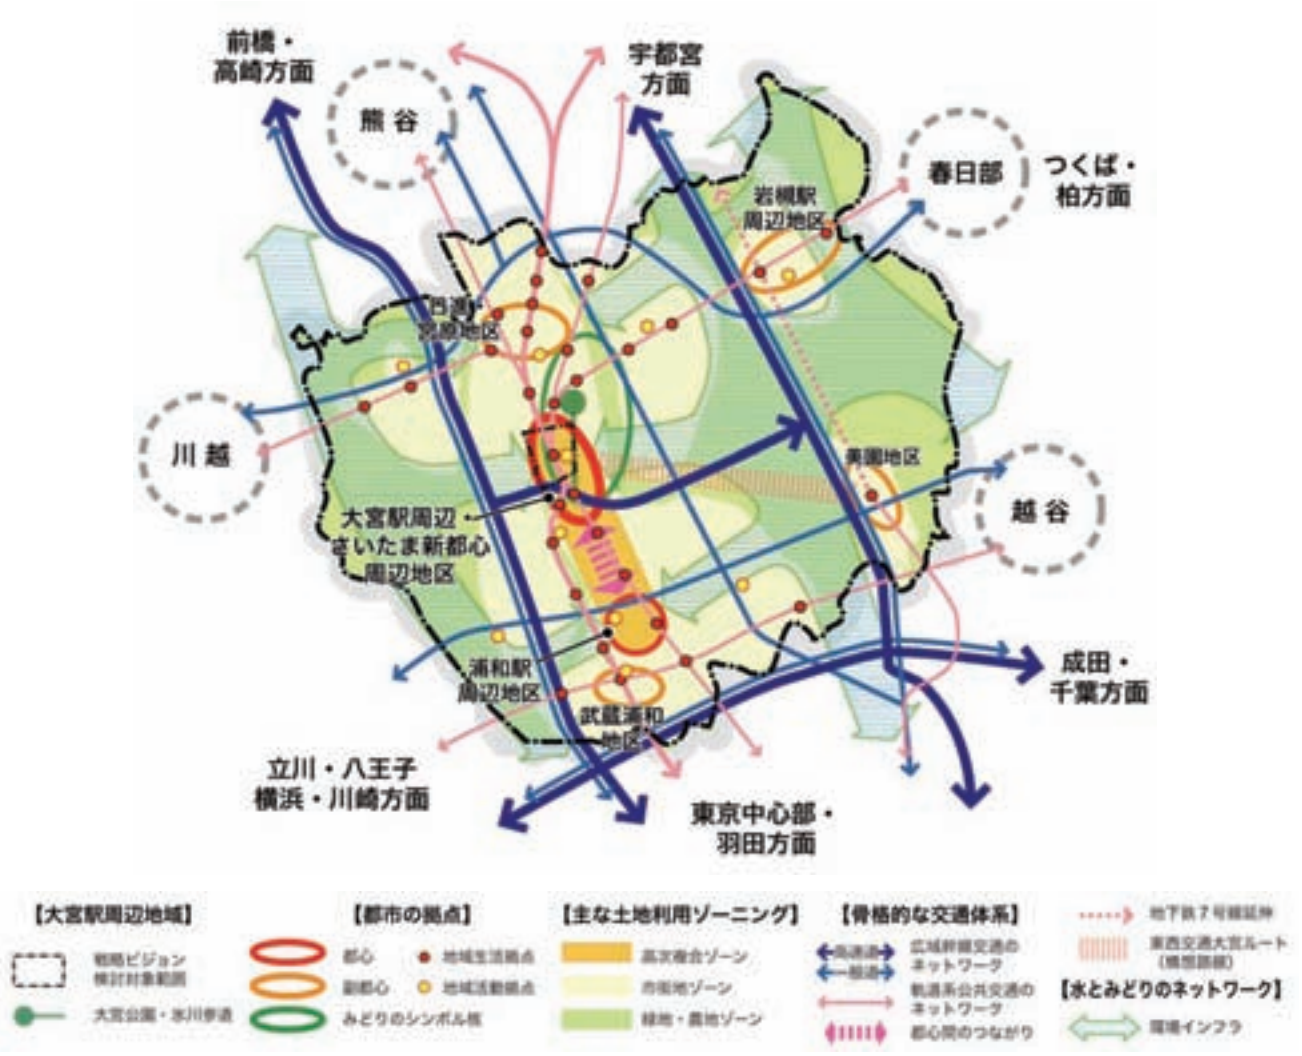 前橋・
高崎方面
熊谷
宇都宮
方面
春日部
つくば・
柏方面
岩槻駅
周辺地区
日進・
宮原地区
川越
美園地区
越谷
大宮駅周辺・
さいたま新都心
周辺地区
浦和駅
周辺地区
武蔵浦和
地区
成田・
千葉方面
立川・八王子
横浜・川崎方面
東京中心部・
羽田方面
【大宮駅周辺地域】
戦略ビジョン
検討対象範囲
大宮公園・氷川参道
【都市の拠点】
都心
副都心
みどりのシンボル核
地域生活拠点
地域活動拠点
【主な土地利用ゾーニング】
高次複合ゾーン
市街地ゾーン
緑地・農地ゾーン
【骨格的な交通体系】
高速道
一般道
広域幹線交通の
ネットワーク
軌道系公共交通の
ネットワーク
都心間のつながり
地下鉄7号線延伸
東西交通大宮ルート
（構想路線）
【水とみどりのネットワーク】
環境インフラ